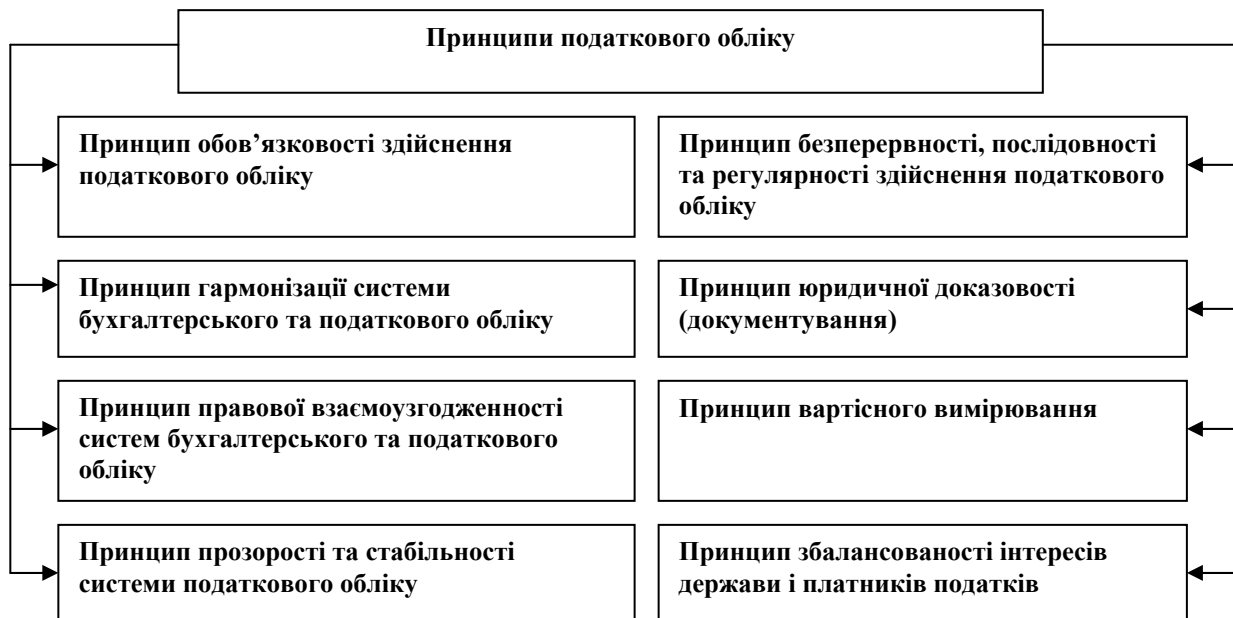 Принципи податкового обліку
Принцип обов’язковості здійснення
податкового обліку
Принцип безперервності, послідовності
та регулярності здійснення податкового
обліку
Принцип гармонізації системи
бухгалтерського та податкового обліку
Принцип юридичної доказовості
(документування)
Принцип правової взаємоузгодженності
систем бухгалтерського та податкового
обліку
Принцип вартісного вимірювання
Принцип прозорості та стабільності
системи податкового обліку
Принцип збалансованості інтересів
держави і платників податків